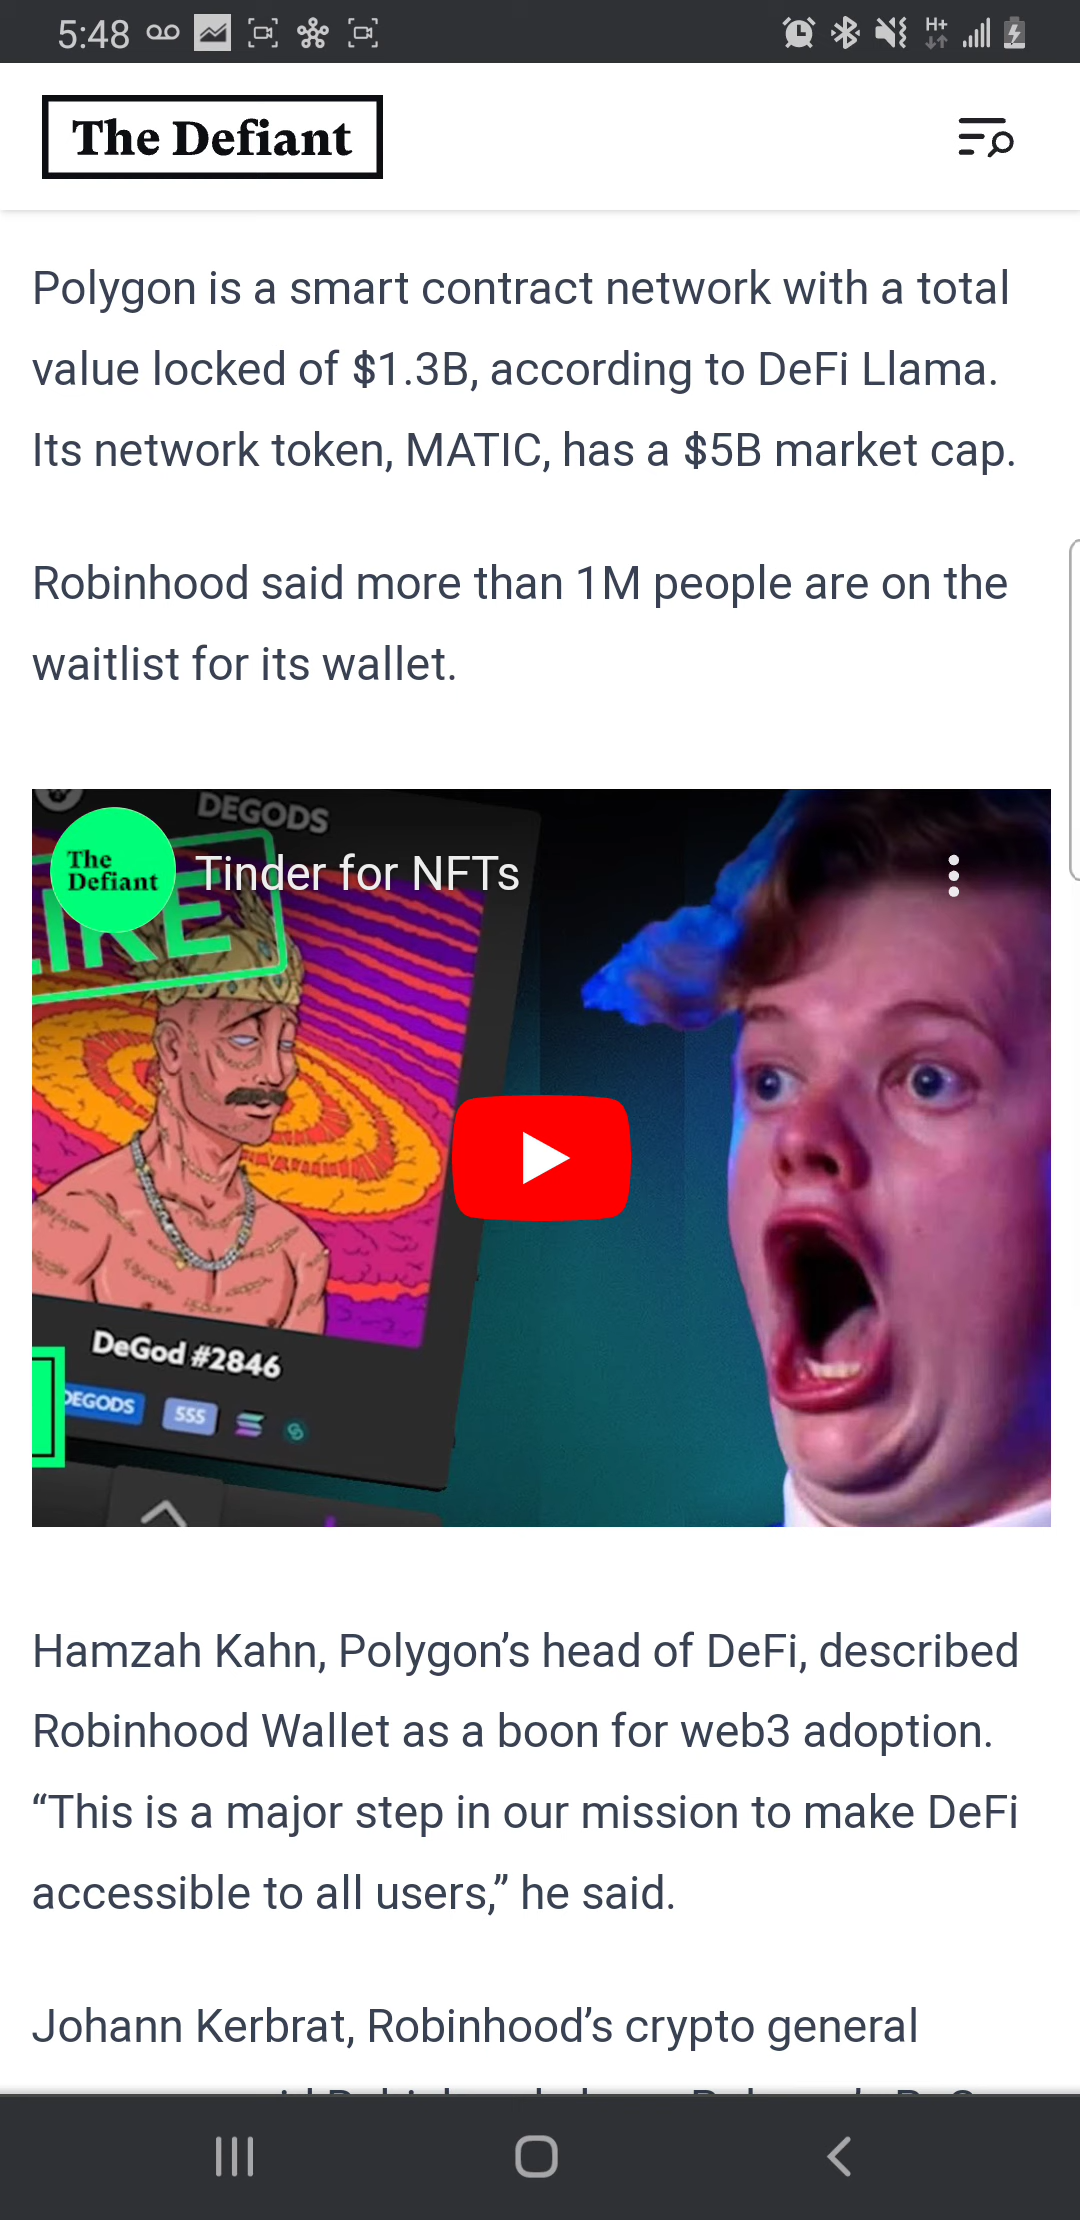 5:48
H+
The Defiant
Polygon is a smart contract network with a total
value locked of $1.3B, according to DeFi Llama.
Its network token, MATIC, has a $5B market cap.
Robinhood said more than 1M people are on the
waitlist for its wallet.
DEGODS
The
Defiant
Tinder for NFTs
DeGod #2846
DEGODS
555
Hamzah Kahn, Polygon’s head of DeFi, described
Robinhood Wallet as a boon for web3 adoption.
“This is a major step in our mission to make DeFi
accessible to all users,” he said.
Johann Kerbrat, Robinhood’s crypto general